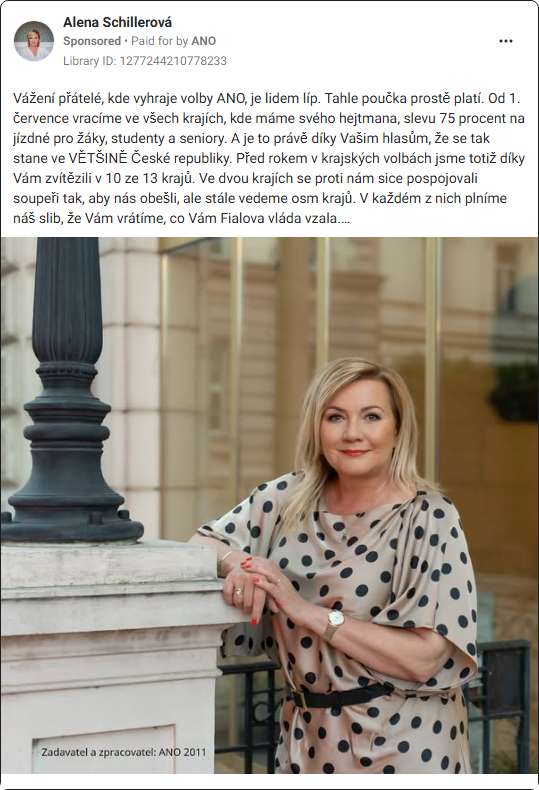 Alena Schillerová
Sponsored • Paid for by ANO
Library ID: 1277244210778233
Vážení přátelé, kde vyhraje volby ANO, je lidem líp. Tahle poučka prostě platí. Od 1.
července vracíme ve všech krajích, kde máme svého hejtmana, slevu 75 procent na
jízdné pro žáky, studenty a seniory. A je to právě díky Vašim hlasům, že se tak
stane ve VĚTŠINĚ České republiky. Před rokem v krajských volbách jsme totiž díky
Vám zvítězili v 10 ze 13 krajů. Ve dvou krajích se proti nám sice pospojovali
soupeři tak, aby nás obešli, ale stále vedeme osm krajů. V každém z nich plníme
náš slib, že Vám vrátíme, co Vám Fialova vláda vzala....
Zadavatel a zpracovatel: ANO 2011